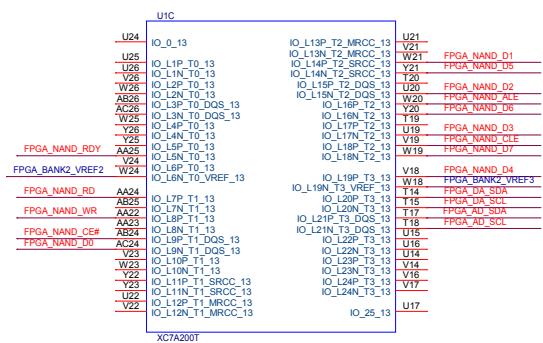 U1C
U24 IO_0_13
U25 IO_L1P_T0_13
U26 IO_L1N_T0_13
V26 IO_L2P_T0_13
W26 IO_L2N_T0_13
AB26 IO_L3P_T0_DQS_13
AC26 IO_L3N_T0_DQS_13
W25 IO_L4P_T0_13
Y26 IO_L4N_T0_13
Y25 IO_L5P_T0_13
FPGA_NAND_RDY AA25 IO_L5N_T0_13
V24 IO_L6P_T0_13
FPGA_BANK2_VREF2 W24 IO_L6N_T0_VREF_13
FPGA_NAND_RD AA24 IO_L7P_T1_13
AB25 IO_L7N_T1_13
FPGA_NAND_WR AA22 IO_L8P_T1_13
AA23 IO_L8N_T1_13
FPGA_NAND_CE# AB24 IO_L9P_T1_DQS_13
FPGA_NAND_D0 AC24 IO_L9N_T1_DQS_13
V23 IO_L10P_T1_13
W23 IO_L10N_T1_13
Y22 IO_L11P_T1_SRCC_13
Y23 IO_L11N_T1_SRCC_13
U22 IO_L12P_T1_MRCC_13
V22 IO_L12N_T1_MRCC_13
IO_L13P_T2_MRCC_13 U21
IO_L13N_T2_MRCC_13 V21
IO_L14P_T2_SRCC_13 W21 FPGA_NAND_D1
IO_L14N_T2_SRCC_13 Y21 FPGA_NAND_D5
IO_L15P_T2_DQS_13 T20
IO_L15N_T2_DQS_13 U20 FPGA_NAND_D2
IO_L16P_T2_13 W20 FPGA_NAND_ALE
IO_L16N_T2_13 Y20 FPGA_NAND_D6
IO_L17P_T2_13 T19
IO_L17N_T2_13 U19 FPGA_NAND_D3
IO_L18P_T2_13 V19 FPGA_NAND_CLE
IO_L18N_T2_13 W19 FPGA_NAND_D7
IO_L19P_T3_13 V18 FPGA_NAND_D4
IO_L19N_T3_VREF_13 W18 FPGA_BANK2_VREF3
IO_L20P_T3_13 T14 FPGA_DA_SDA
IO_L20N_T3_13 T15 FPGA_DA_SCL
IO_L21P_T3_DQS_13 T17 FPGA_AD_SDA
IO_L21N_T3_DQS_13 T18 FPGA_AD_SCL
IO_L22P_T3_13 U15
IO_L22N_T3_13 U16
IO_L23P_T3_13 U14
IO_L23N_T3_13 V14
IO_L24P_T3_13 V16
IO_L24N_T3_13 V17
IO_25_13 U17
XC7A200T